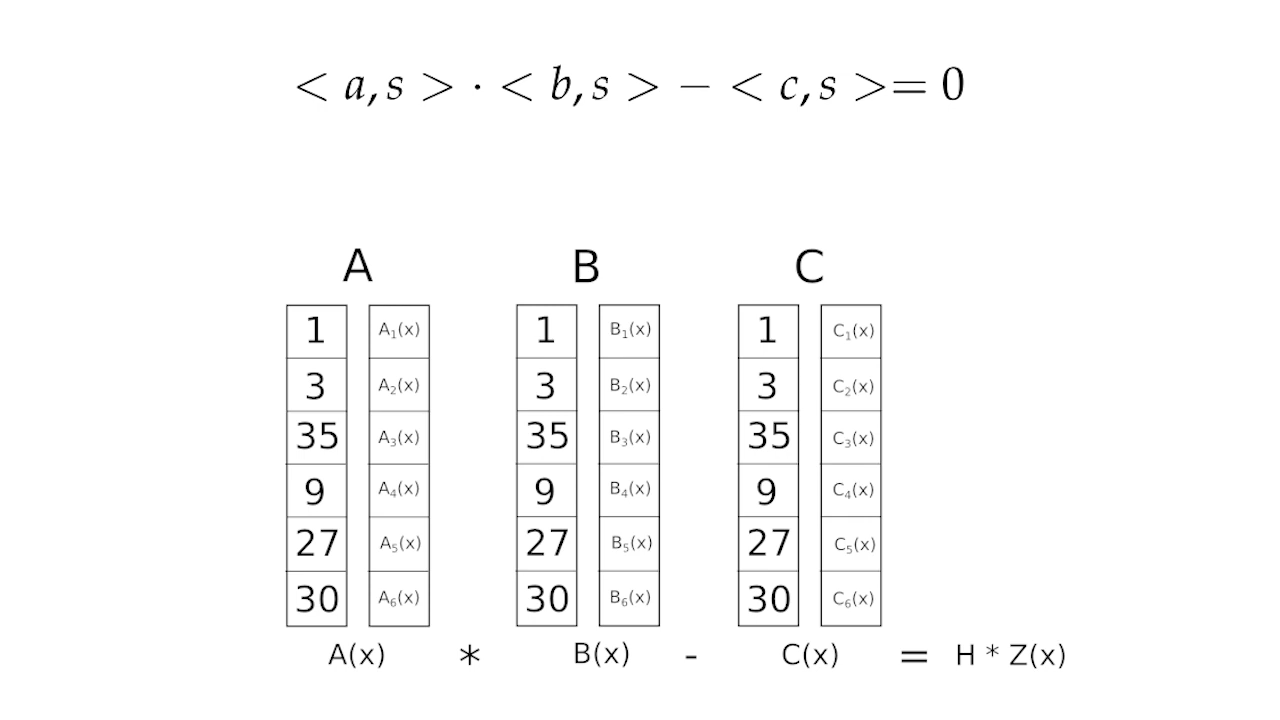 < a, s > · < b, s > − < c, s >= 0
A B C
1 A₁(x) 1 B₁(x) 1 C₁(x)
3 A₂(x) 3 B₂(x) 3 C₂(x)
35 A₃(x) 35 B₃(x) 35 C₃(x)
9 A₄(x) 9 B₄(x) 9 C₄(x)
27 A₅(x) 27 B₅(x) 27 C₅(x)
30 A₆(x) 30 B₆(x) 30 C₆(x)
A(x) * B(x) - C(x) = H * Z(x)